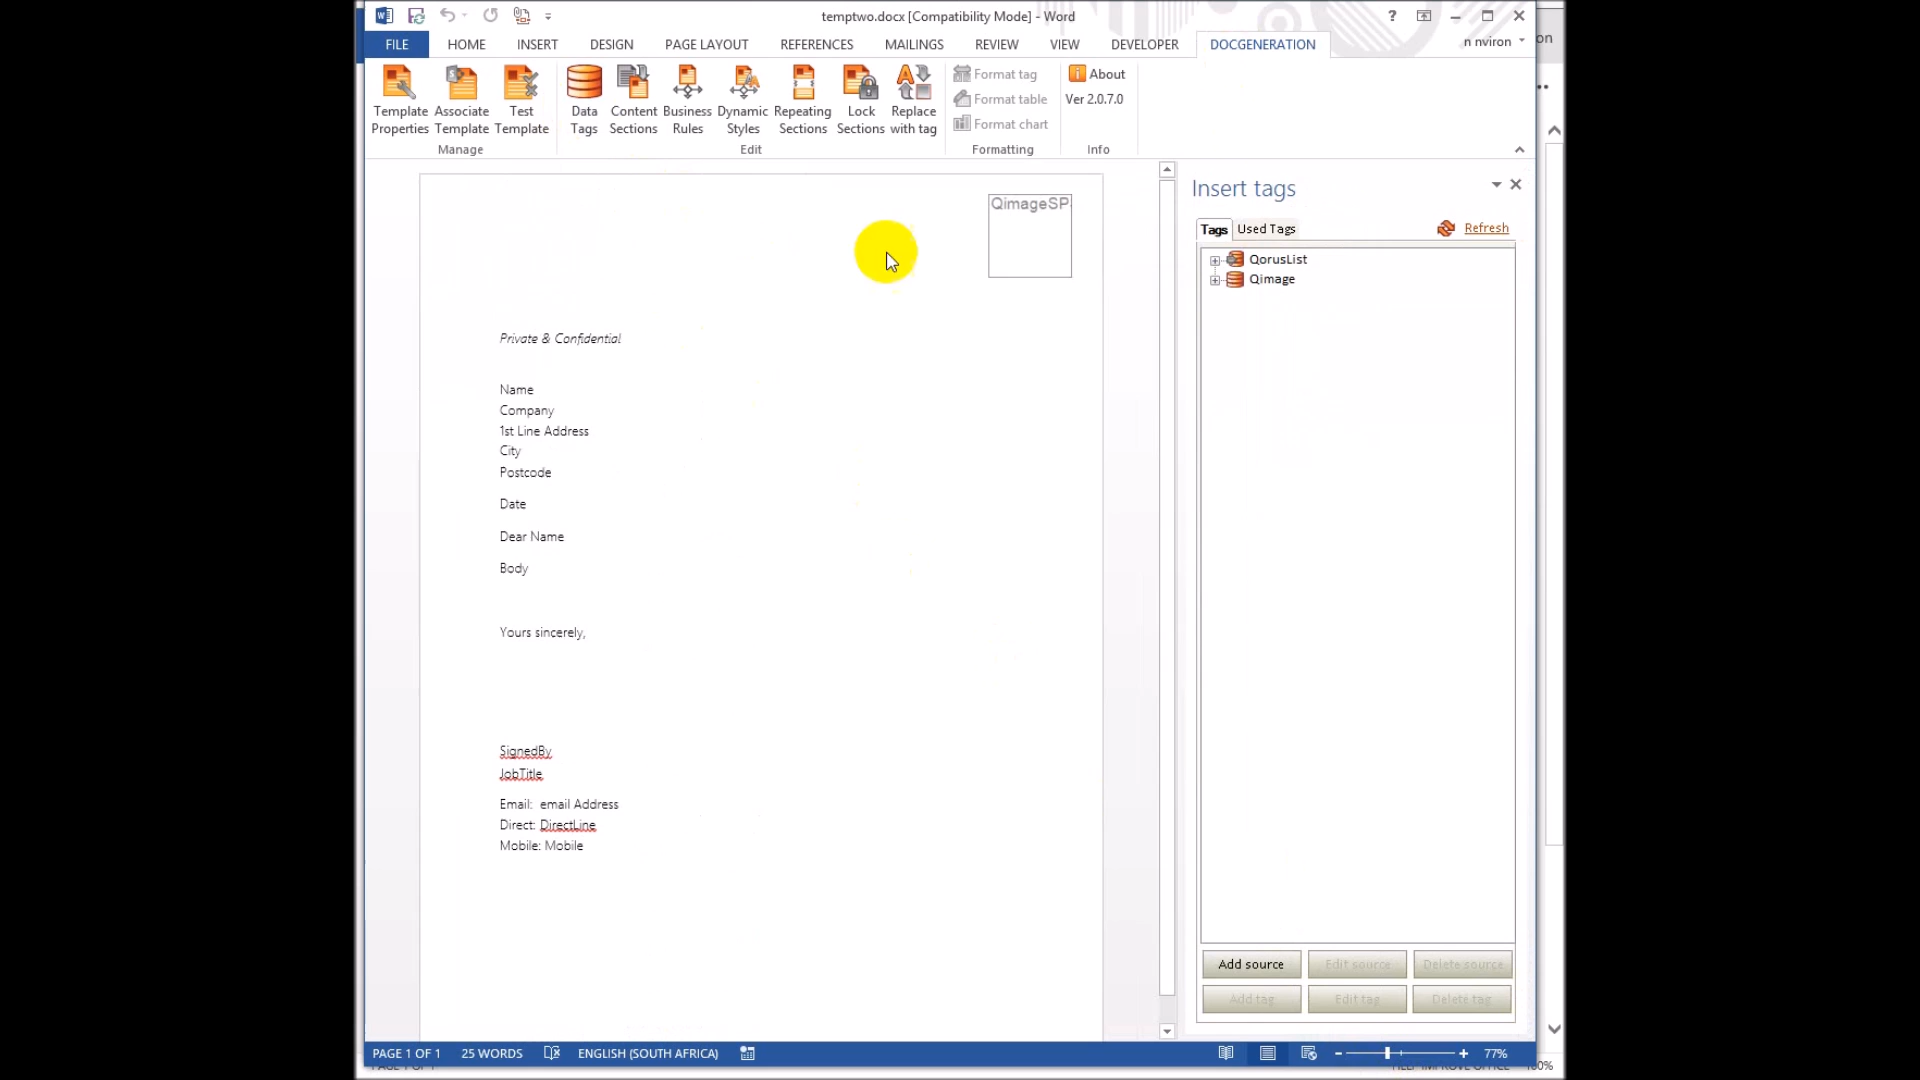 temptwo.docx [Compatibility Mode] - Word
FILE HOME INSERT DESIGN PAGE LAYOUT REFERENCES MAILINGS REVIEW VIEW DEVELOPER DOCGENERATION n nviron
on
Template Properties
Associate Template
Test Template
Data Tags
Content Sections
Business Rules
Dynamic Styles
Repeating Sections
Lock Sections
Replace with tag
Format tag
Format table
Format chart
About
Ver 2.0.7.0
Manage Edit Formatting Info
QimageSP
Private & Confidential
Name
Company
1st Line Address
City
Postcode
Date
Dear Name
Body
Yours sincerely,
SignedBy
JobTitle
Email: email Address
Direct: DirectLine
Mobile: Mobile
Insert tags
Tags Used Tags Refresh
QorusList
Qimage
Add source Edit source Delete source
Add tag Edit tag Delete tag
PAGE 1 OF 1 25 WORDS ENGLISH (SOUTH AFRICA) 77%